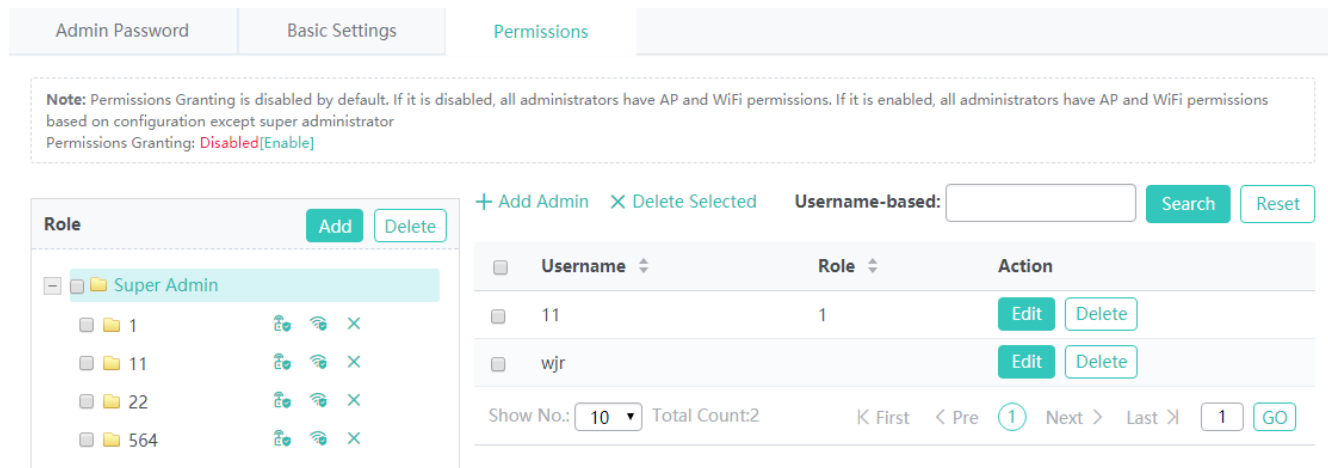 Admin Password Basic Settings Permissions
Note: Permissions Granting is disabled by default. If it is disabled, all administrators have AP and WiFi permissions. If it is enabled, all administrators have AP and WiFi permissions
based on configuration except super administrator
Permissions Granting: Disabled[Enable]
Role Add Delete
Super Admin
1
11
22
564
Add Admin Delete Selected Username-based: Search Reset
Username Role Action
11 1 Edit Delete
wjr Edit Delete
Show No.: 10 Total Count:2 First Pre 1 Next Last 1 GO